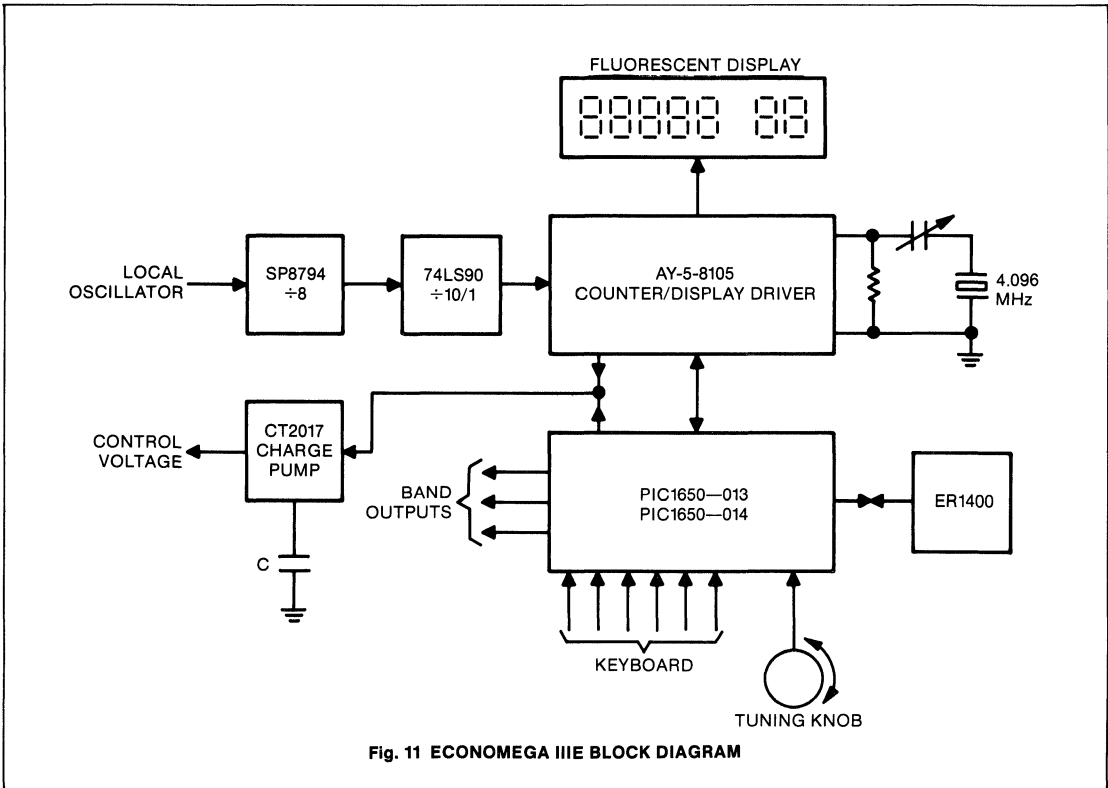 FLUORESCENT DISPLAY
88888 88
LOCAL
OSCILLATOR
SP8794
÷8
74LS90
÷10/1
AY-5-8105
COUNTER/DISPLAY DRIVER
4.096
MHz
CONTROL
VOLTAGE
CT2017
CHARGE
PUMP
C
BAND
OUTPUTS
PIC1650—013
PIC1650—014
ER1400
KEYBOARD
TUNING KNOB
Fig. 11 ECONOMEGA IIIE BLOCK DIAGRAM